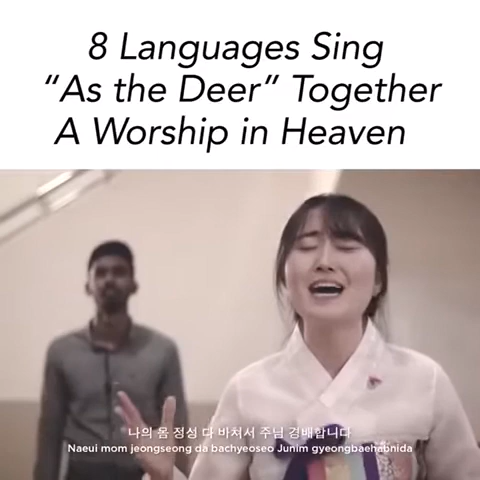 8 Languages Sing
“As the Deer” Together
A Worship in Heaven
나의 몸 정성 다 바쳐서 주님 경배합니다
Naeui mom jeongseong da bachyeoseo Junim gyeongbaehabnida